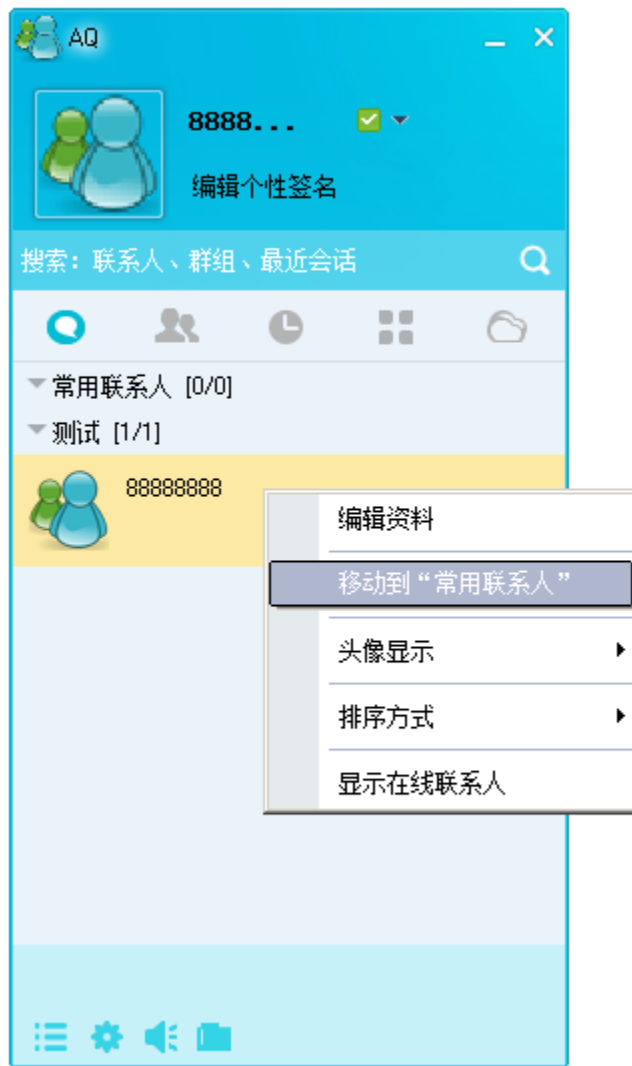 AQ
8888...
编辑个性签名
搜索：联系人、群组、最近会话
常用联系人 [0/0]
测试 [1/1]
88888888
编辑资料
移动到“常用联系人”
头像显示
排序方式
显示在线联系人